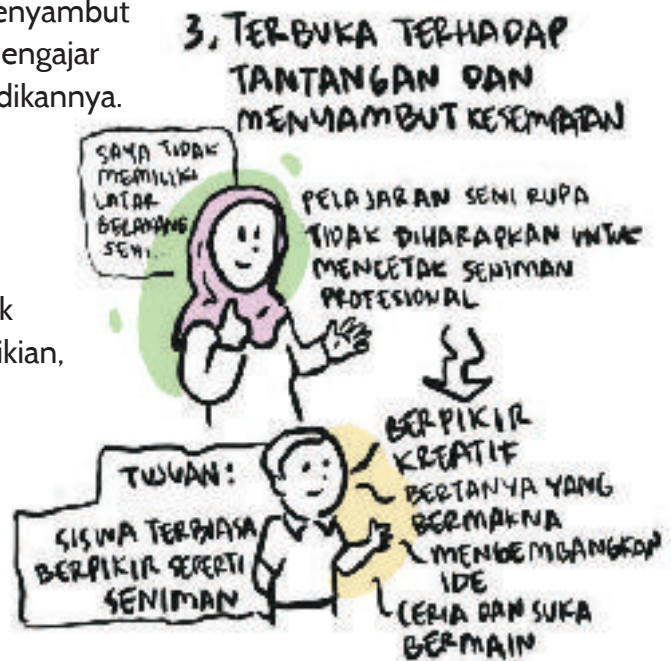 enyambut
engajar
dikannya.
k
ikian,
3. TERBUKA TERHADAP
TANTANGAN DAN
MENYAMBUT KESEMPATAN
SAYA TIDAK
MEMILIKI
LATAR
BELAKANG
SENI...
PELAJARAN SENI RUPA
TIDAK DIHARAPKAN UNTUK
MENCETAK SENIMAN
PROFESIONAL
TUJUAN:
SISWA TERBIASA
BERPIKIR SEPERTI
SENIMAN
BERPIKIR
KREATIF
BERTANYA YANG
BERMAKNA
MENGEMBANGKAN
IDE
CERIA DAN SUKA
BERMAIN